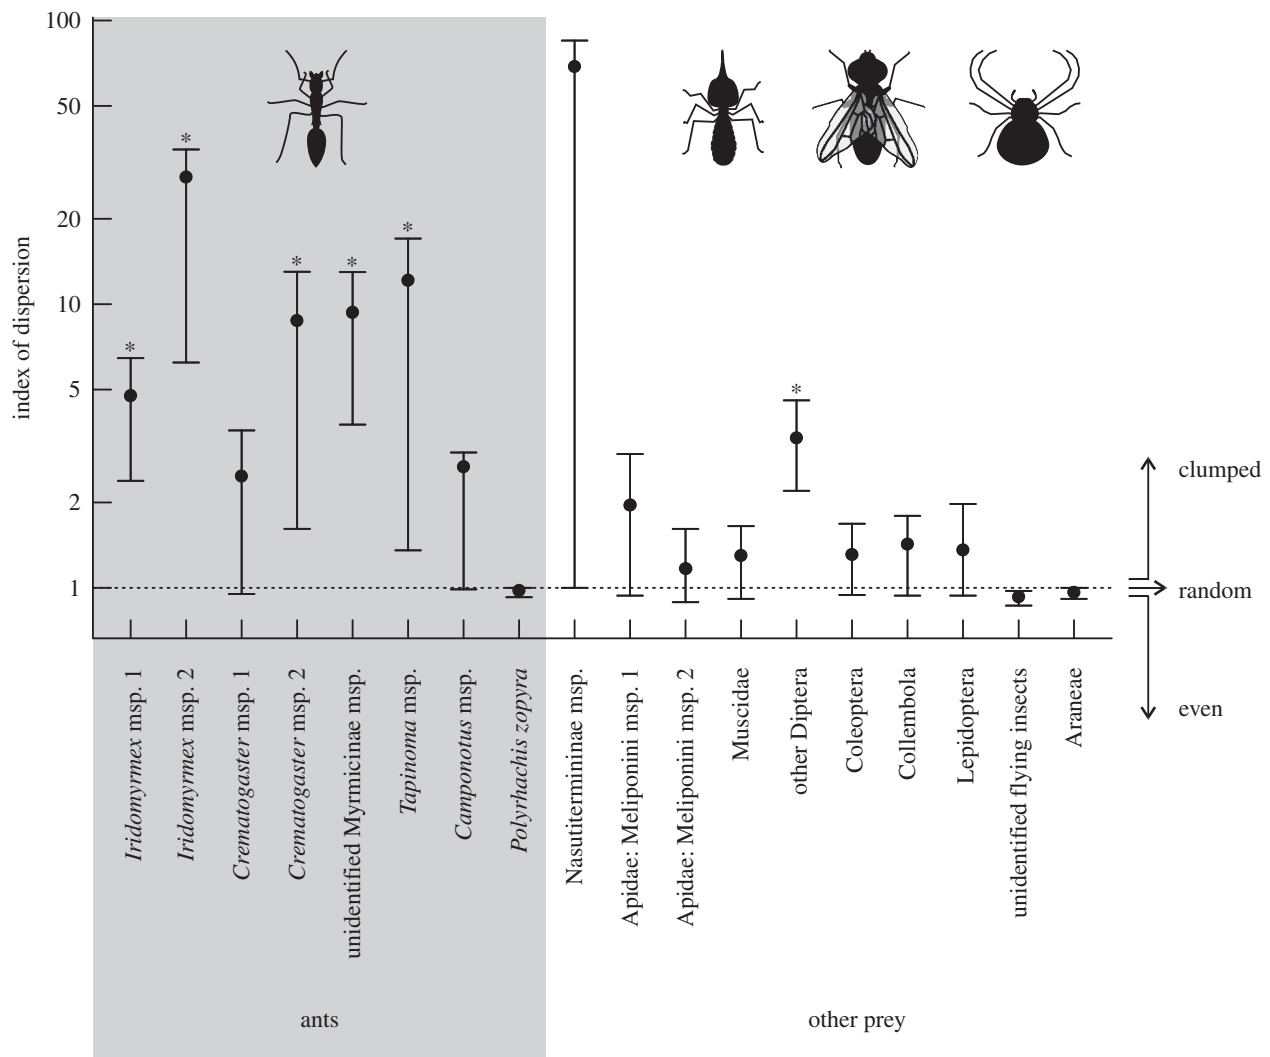 100
50
20
10
5
2
1
index of dispersion
*
*
*
*
*
*
clumped
random
even
Iridomyrmex msp. 1
Iridomyrmex msp. 2
Crematogaster msp. 1
Crematogaster msp. 2
unidentified Myrmicinae msp.
Tapinoma msp.
Camponotus msp.
Polyrhachis zopyra
Nasutitermininae msp.
Apidae: Meliponini msp. 1
Apidae: Meliponini msp. 2
Muscidae
other Diptera
Coleoptera
Collembola
Lepidoptera
unidentified flying insects
Araneae
ants
other prey